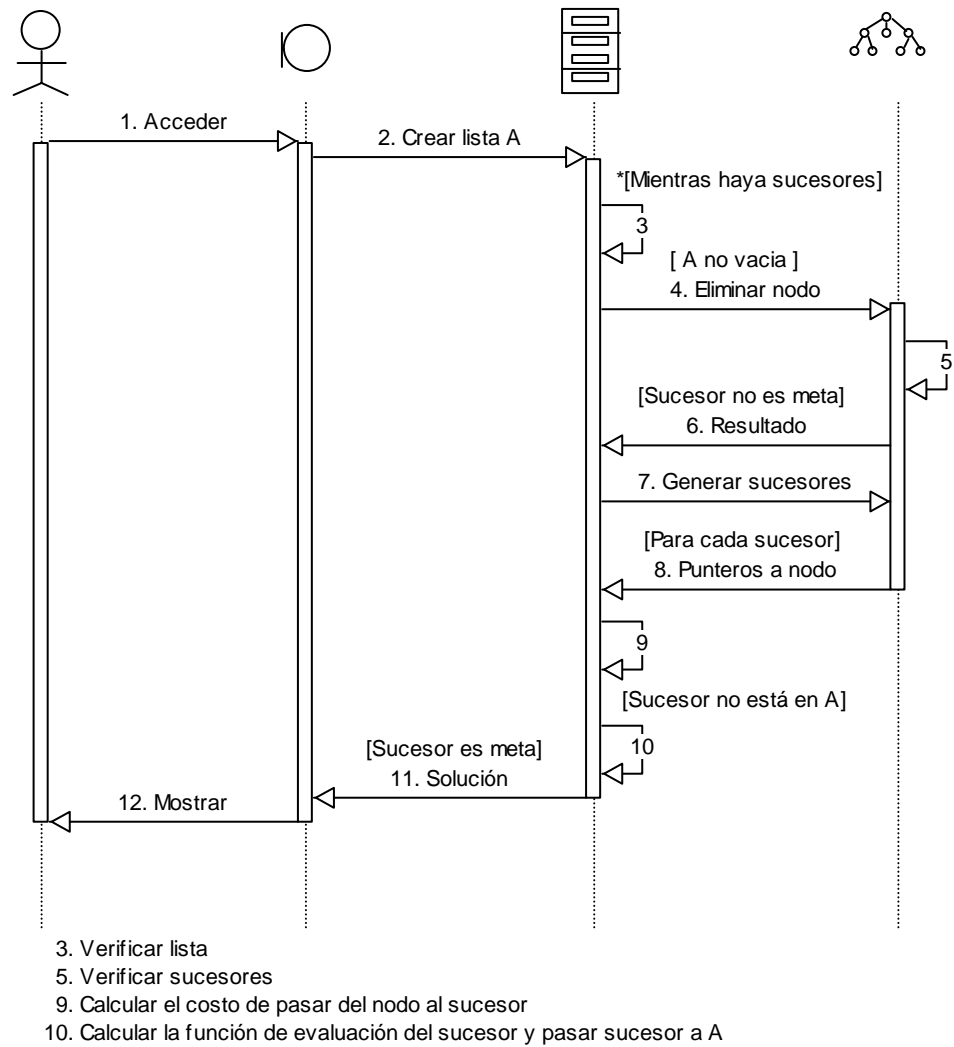 1. Acceder
2. Crear lista A
*[Mientras haya sucesores]
3
[ A no vacia ]
4. Eliminar nodo
5
[Sucesor no es meta]
6. Resultado
7. Generar sucesores
[Para cada sucesor]
8. Punteros a nodo
9
[Sucesor no está en A]
10
[Sucesor es meta]
11. Solución
12. Mostrar
3. Verificar lista
5. Verificar sucesores
9. Calcular el costo de pasar del nodo al sucesor
10. Calcular la función de evaluación del sucesor y pasar sucesor a A